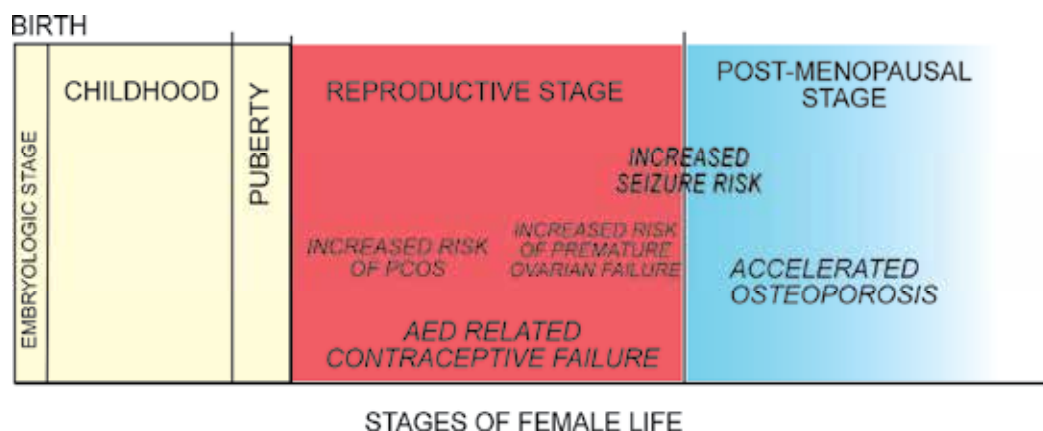 BIRTH
EMBRYOLOGIC STAGE
CHILDHOOD
PUBERTY
REPRODUCTIVE STAGE
POST-MENOPAUSAL
STAGE
INCREASED
SEIZURE RISK
INCREASED RISK
OF PCOS
INCREASED RISK
OF PREMATURE
OVARIAN FAILURE
ACCELERATED
OSTEOPOROSIS
AED RELATED
CONTRACEPTIVE FAILURE
STAGES OF FEMALE LIFE